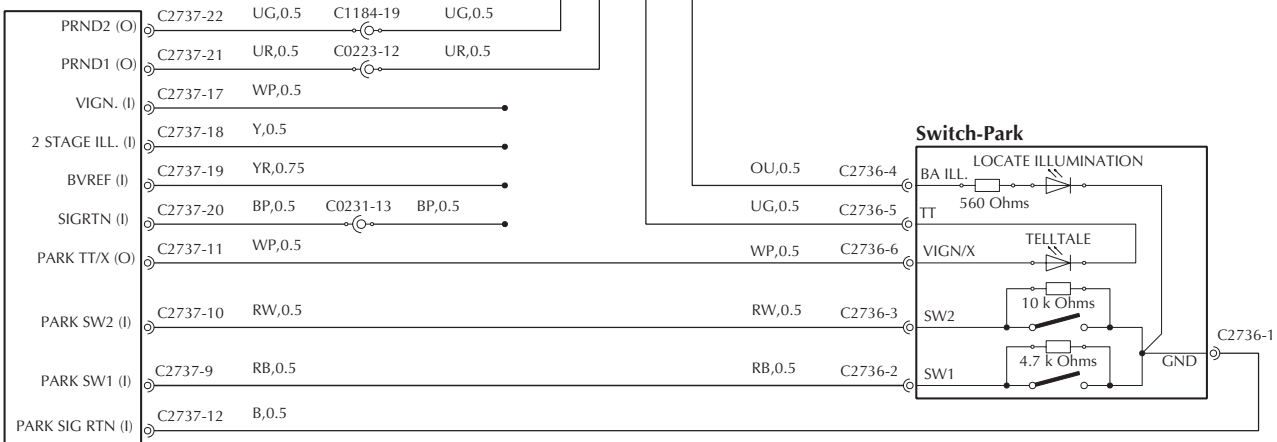 PRND2 (O) C2737-22 UG,0.5 C1184-19 UG,0.5
PRND1 (O) C2737-21 UR,0.5 C0223-12 UR,0.5
VIGN. (I) C2737-17 WP,0.5
2 STAGE ILL. (I) C2737-18 Y,0.5
Switch-Park
BVREF (I) C2737-19 YR,0.75 OU,0.5 C2736-4 BA ILL. LOCATE ILLUMINATION
560 Ohms
SIGRTN (I) C2737-20 BP,0.5 C0231-13 BP,0.5 UG,0.5 C2736-5 TT
PARK TT/X (O) C2737-11 WP,0.5 WP,0.5 C2736-6 VIGN/X TELLTALE
PARK SW2 (I) C2737-10 RW,0.5 RW,0.5 C2736-3 SW2 10 k Ohms
C2736-1
PARK SW1 (I) C2737-9 RB,0.5 RB,0.5 C2736-2 SW1 4.7 k Ohms GND
PARK SIG RTN (I) C2737-12 B,0.5